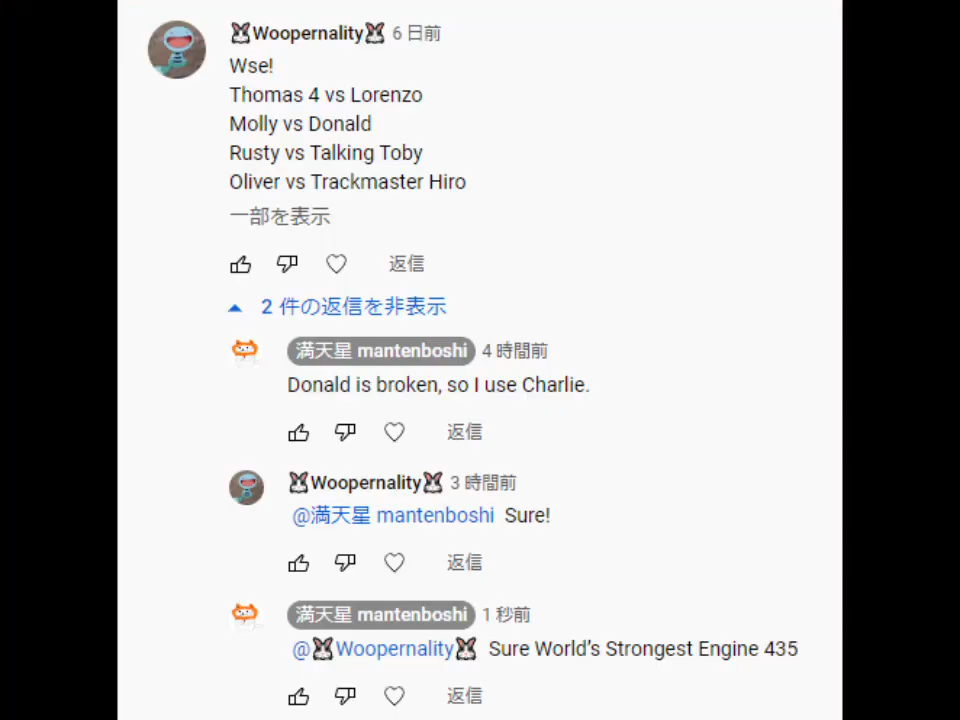 🐰Woopernality🐰 6 日前
Wse!
Thomas 4 vs Lorenzo
Molly vs Donald
Rusty vs Talking Toby
Oliver vs Trackmaster Hiro
一部を表示
返信
2 件の返信を非表示
満天星 mantenboshi 4 時間前
Donald is broken, so I use Charlie.
返信
🐰Woopernality🐰 3 時間前
@満天星 mantenboshi Sure!
返信
満天星 mantenboshi 1 秒前
@🐰Woopernality🐰 Sure World’s Strongest Engine 435
返信